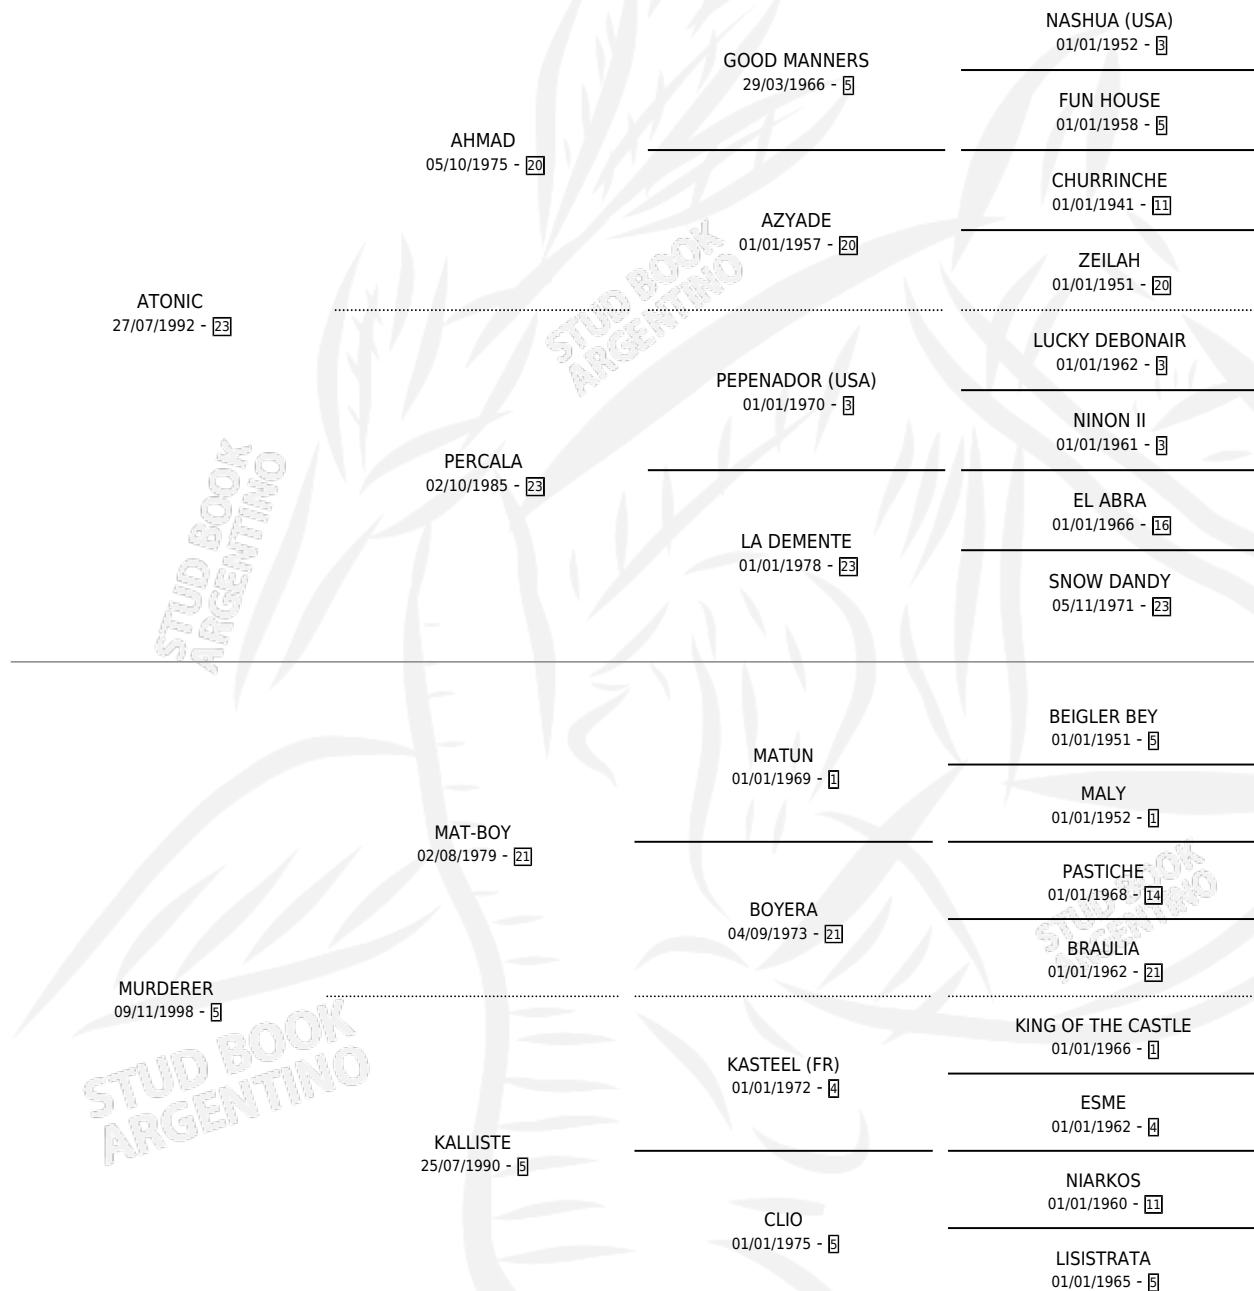 NASHUA (USA)
01/01/1952 - 3
GOOD MANNERS
29/03/1966 - 5
FUN HOUSE
01/01/1958 - 5
AHMAD
05/10/1975 - 20
CHURRINCHE
01/01/1941 - 11
AZYADE
01/01/1957 - 20
ZEILAH
01/01/1951 - 20
ATONIC
27/07/1992 - 23
STUD BOOK
ARGENTINO
LUCKY DEBONAIR
01/01/1962 - 3
PEPENADOR (USA)
01/01/1970 - 3
NINON II
01/01/1961 - 3
PERCALA
02/10/1985 - 23
EL ABRA
01/01/1966 - 16
LA DEMENTE
01/01/1978 - 23
SNOW DANDY
05/11/1971 - 23
STUD BOOK
ARGENTINO
BEIGLER BEY
01/01/1951 - 5
MATUN
01/01/1969 - 1
MALY
01/01/1952 - 1
MAT-BOY
02/08/1979 - 21
PASTICHE
01/01/1968 - 14
BOYERA
04/09/1973 - 21
BRAULIA
01/01/1962 - 21
STUD BOOK
ARGENTINO
MURDERER
09/11/1998 - 5
STUD BOOK
ARGENTINO
KING OF THE CASTLE
01/01/1966 - 1
KASTEEL (FR)
01/01/1972 - 4
ESME
01/01/1962 - 4
KALLISTE
25/07/1990 - 5
NIARKOS
01/01/1960 - 11
CLIO
01/01/1975 - 5
LISISTRATA
01/01/1965 - 5